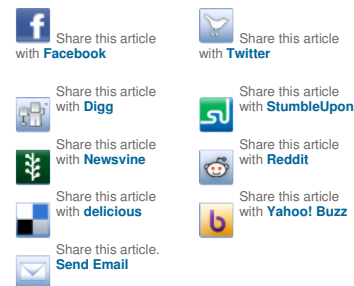 Share this article
with Facebook
Share this article
with Twitter
Share this article
with Digg
Share this article
with StumbleUpon
Share this article
with Newsvine
Share this article
with Reddit
Share this article
with delicious
Share this article
with Yahoo! Buzz
Share this article.
Send Email